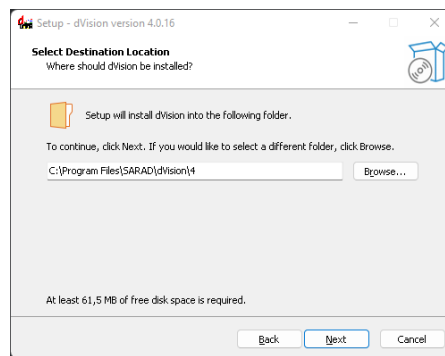 Setup - dVision version 4.0.16
Select Destination Location
Where should dVision be installed?
Setup will install dVision into the following folder.
To continue, click Next. If you would like to select a different folder, click Browse.
C:\Program Files\SARAD\dVision\4
Browse...
At least 61,5 MB of free disk space is required.
Back Next Cancel